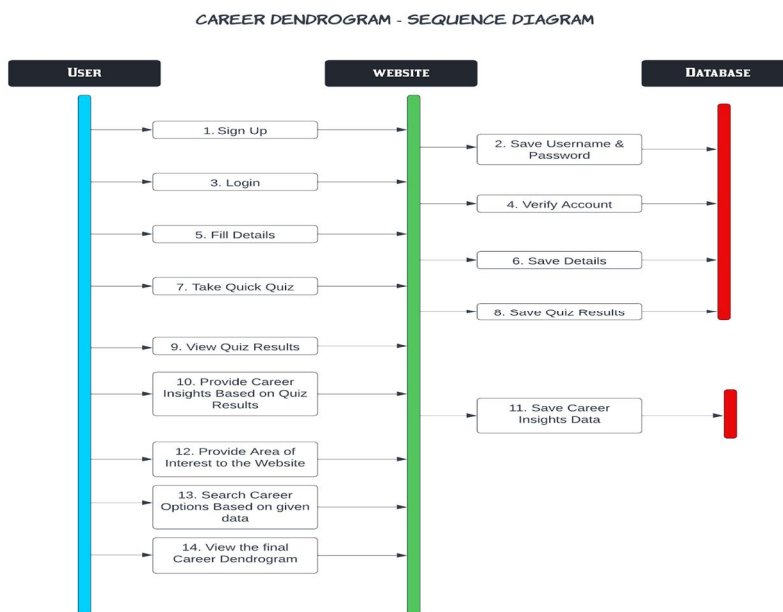 CAREER DENDROGRAM - SEQUENCE DIAGRAM
USER
WEBSITE
DATABASE
1. Sign Up
2. Save Username &
Password
3. Login
4. Verify Account
5. Fill Details
6. Save Details
7. Take Quick Quiz
8. Save Quiz Results
9. View Quiz Results
10. Provide Career
Insights Based on Quiz
Results
11. Save Career
Insights Data
12. Provide Area of
Interest to the Website
13. Search Career
Options Based on given
data
14. View the final
Career Dendrogram